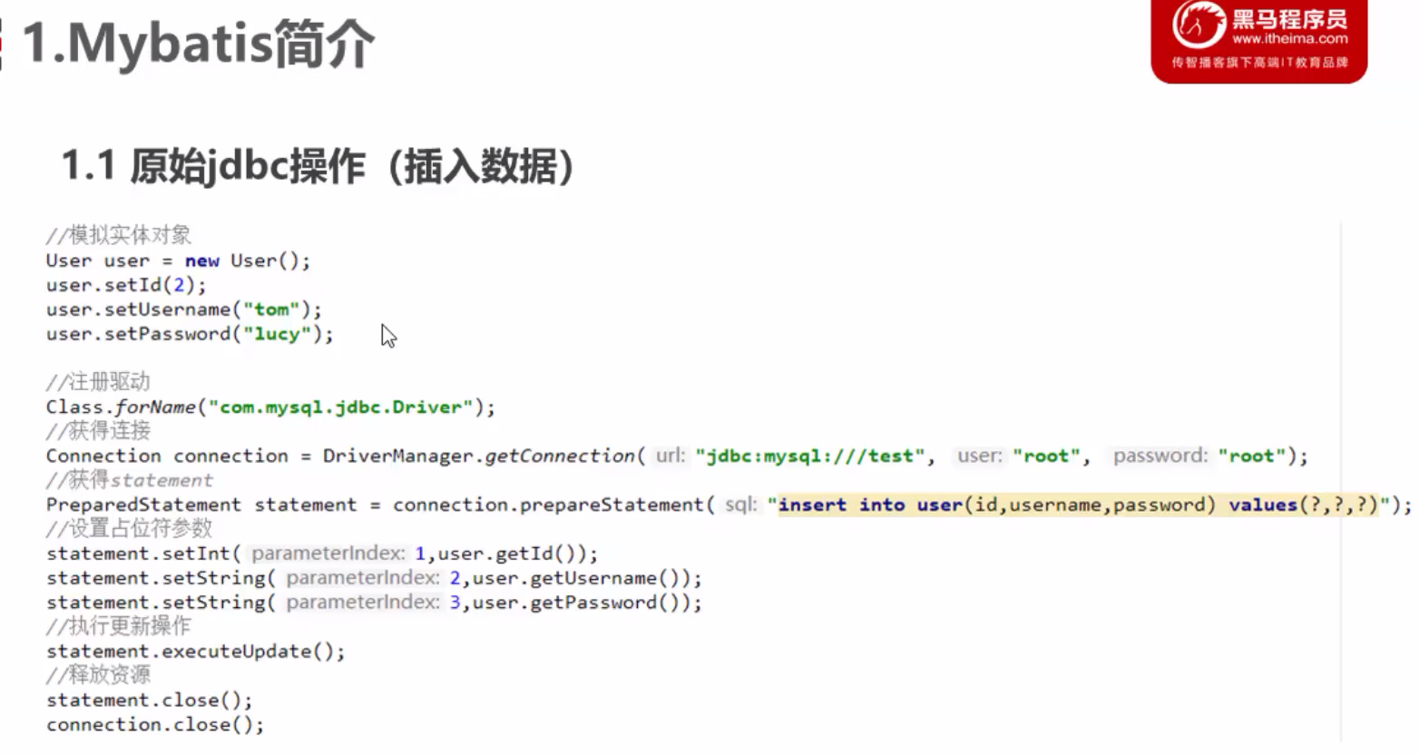 1.Mybatis简介
黑马程序员
www.itheima.com
传智播客旗下高端IT教育品牌
1.1 原始jdbc操作（插入数据）
//模拟实体对象
User user = new User();
user.setId(2);
user.setUsername("tom");
user.setPassword("lucy");
//注册驱动
Class.forName("com.mysql.jdbc.Driver");
//获得连接
Connection connection = DriverManager.getConnection( url: "jdbc:mysql:///test", user: "root", password: "root");
//获得statement
PreparedStatement statement = connection.prepareStatement( sql: "insert into user(id,username,password) values(?,?,?)");
//设置占位符参数
statement.setInt( parameterIndex: 1,user.getId());
statement.setString( parameterIndex: 2,user.getUsername());
statement.setString( parameterIndex: 3,user.getPassword());
//执行更新操作
statement.executeUpdate();
//释放资源
statement.close();
connection.close();